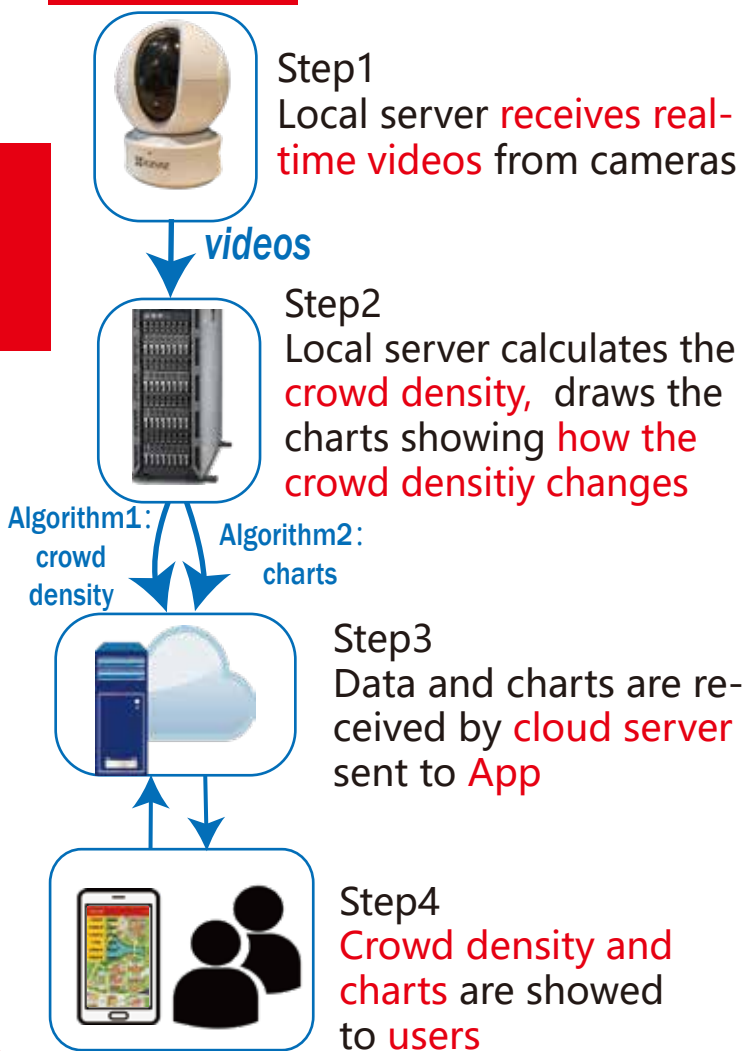 Step1
Local server receives real-
time videos from cameras
videos
Step2
Local server calculates the
crowd density, draws the
charts showing how the
crowd densitiy changes
Algorithm1:
crowd
density
Algorithm2:
charts
Step3
Data and charts are re-
ceived by cloud server
sent to App
Step4
Crowd density and
charts are showed
to users